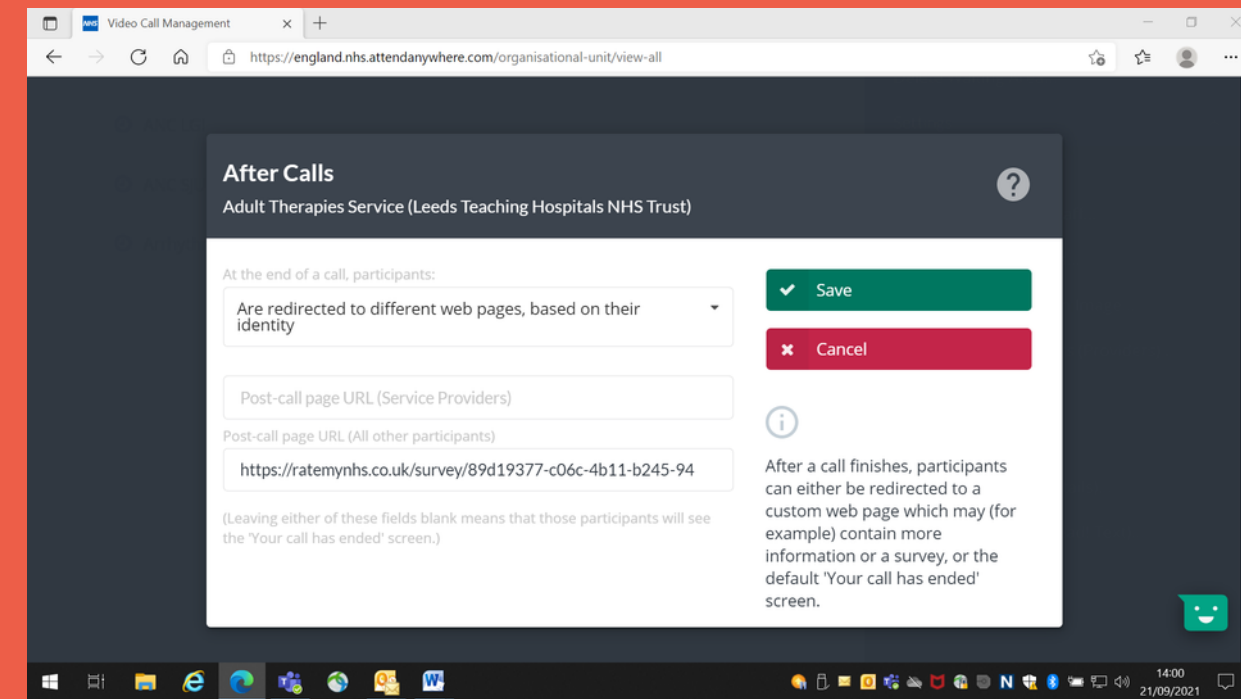 NHS Video Call Management
https://england.nhs.attendanywhere.com/organisational-unit/view-all
After Calls
Adult Therapies Service (Leeds Teaching Hospitals NHS Trust)
At the end of a call, participants:
Are redirected to different web pages, based on their
identity
Post-call page URL (Service Providers)
Post-call page URL (All other participants)
https://ratemynhs.co.uk/survey/89d19377-c06c-4b11-b245-94
(Leaving either of these fields blank means that those participants will see
the 'Your call has ended' screen.)
Save
Cancel
After a call finishes, participants
can either be redirected to a
custom web page which may (for
example) contain more
information or a survey, or the
default 'Your call has ended'
screen.
14:00
21/09/2021